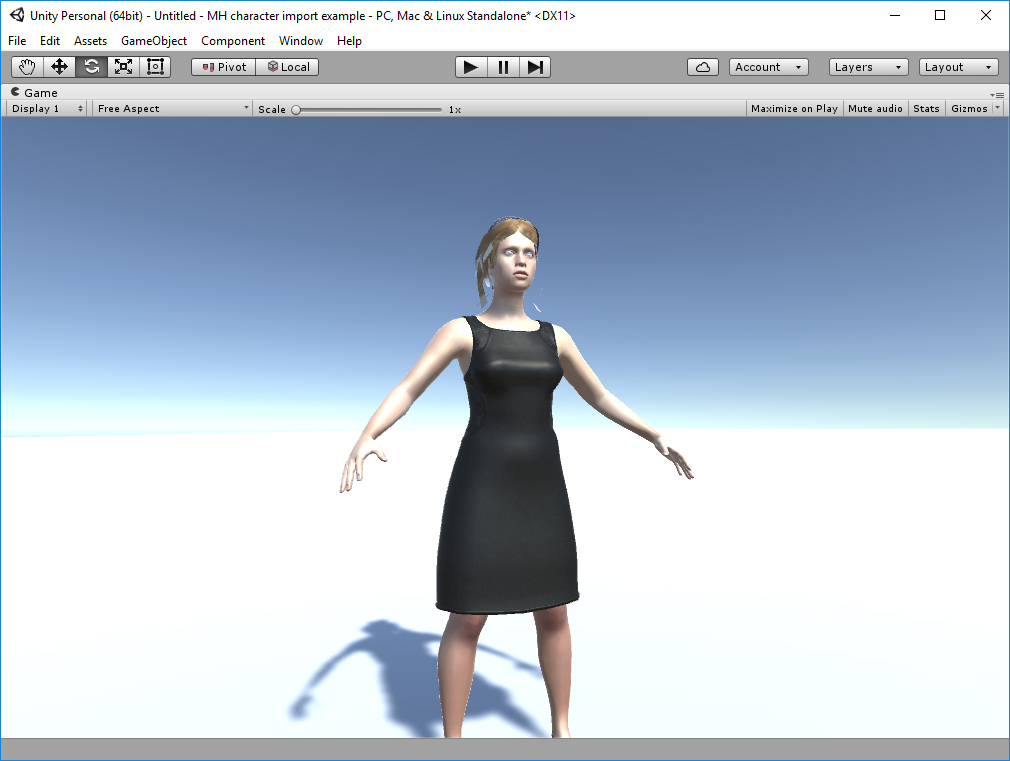 Unity Personal (64bit) - Untitled - MH character import example - PC, Mac & Linux Standalone* <DX11>
File Edit Assets GameObject Component Window Help
Pivot Local Account Layers Layout
Game
Display 1 Free Aspect Scale 1x Maximize on Play Mute audio Stats Gizmos